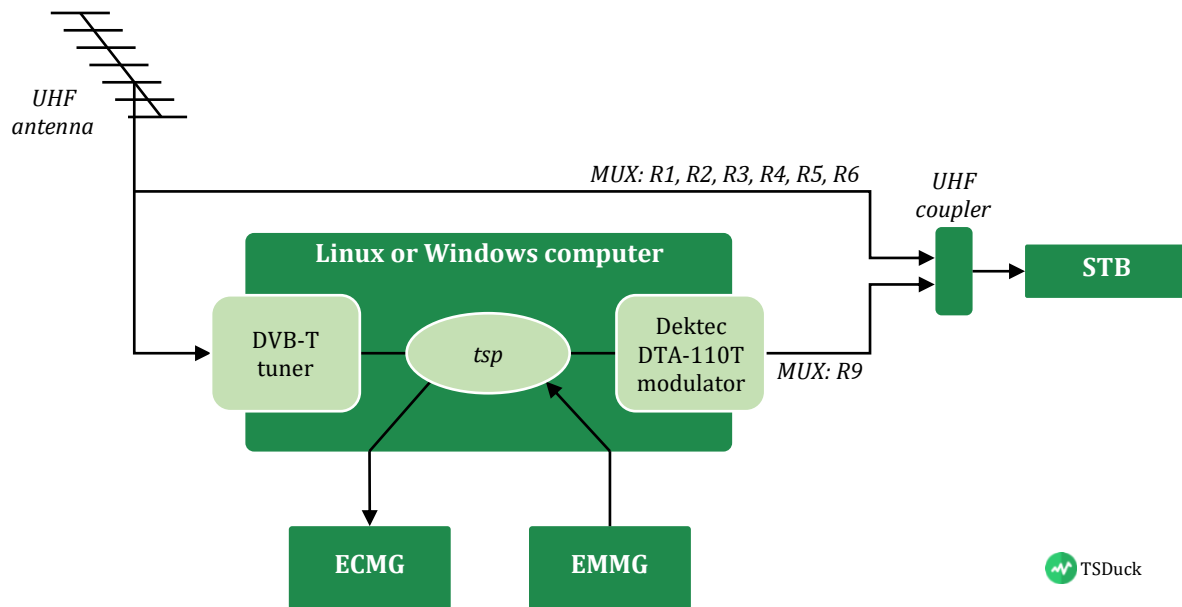 UHF
antenna
MUX: R1, R2, R3, R4, R5, R6
UHF
coupler
Linux or Windows computer
STB
DVB-T
tuner
tsp
Dektec
DTA-110T
modulator
MUX: R9
ECMG
EMMG
TSDuck